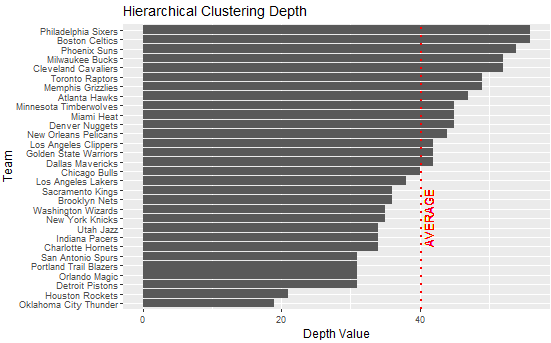 Hierarchical Clustering Depth
Team
Philadelphia Sixers
Boston Celtics
Phoenix Suns
Milwaukee Bucks
Cleveland Cavaliers
Toronto Raptors
Memphis Grizzlies
Atlanta Hawks
Minnesota Timberwolves
Miami Heat
Denver Nuggets
New Orleans Pelicans
Los Angeles Clippers
Golden State Warriors
Dallas Mavericks
Chicago Bulls
Los Angeles Lakers
Sacramento Kings
Brooklyn Nets
Washington Wizards
New York Knicks
Utah Jazz
Indiana Pacers
Charlotte Hornets
San Antonio Spurs
Portland Trail Blazers
Orlando Magic
Detroit Pistons
Houston Rockets
Oklahoma City Thunder
AVERAGE
0 20 40
Depth Value